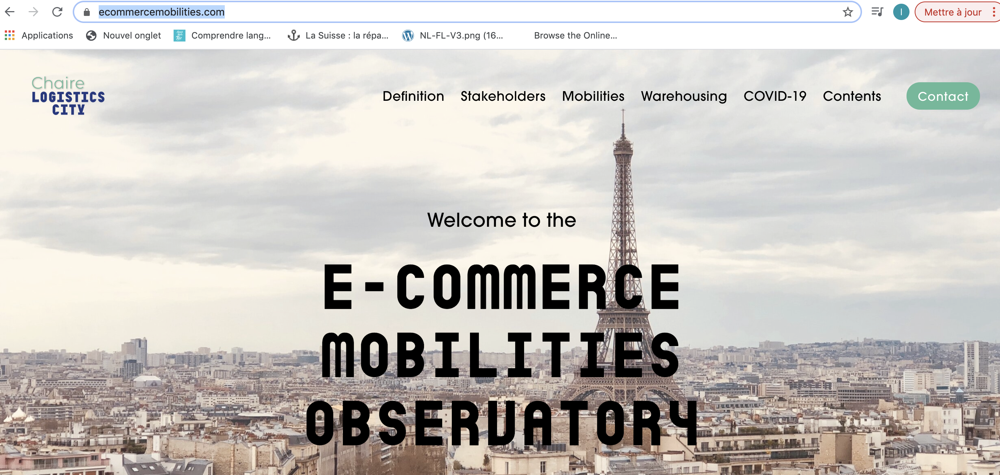 ecommercemobilities.com
I
Mettre à jour
Applications
Nouvel onglet
Comprendre lang...
La Suisse : la répa...
NL-FL-V3.png (16...
Browse the Online...
Chaire
LOGISTICS
CITY
Definition Stakeholders Mobilities Warehousing COVID-19 Contents Contact
Welcome to the
E-COMMERCE
MOBILITIES
OBSERVATORY